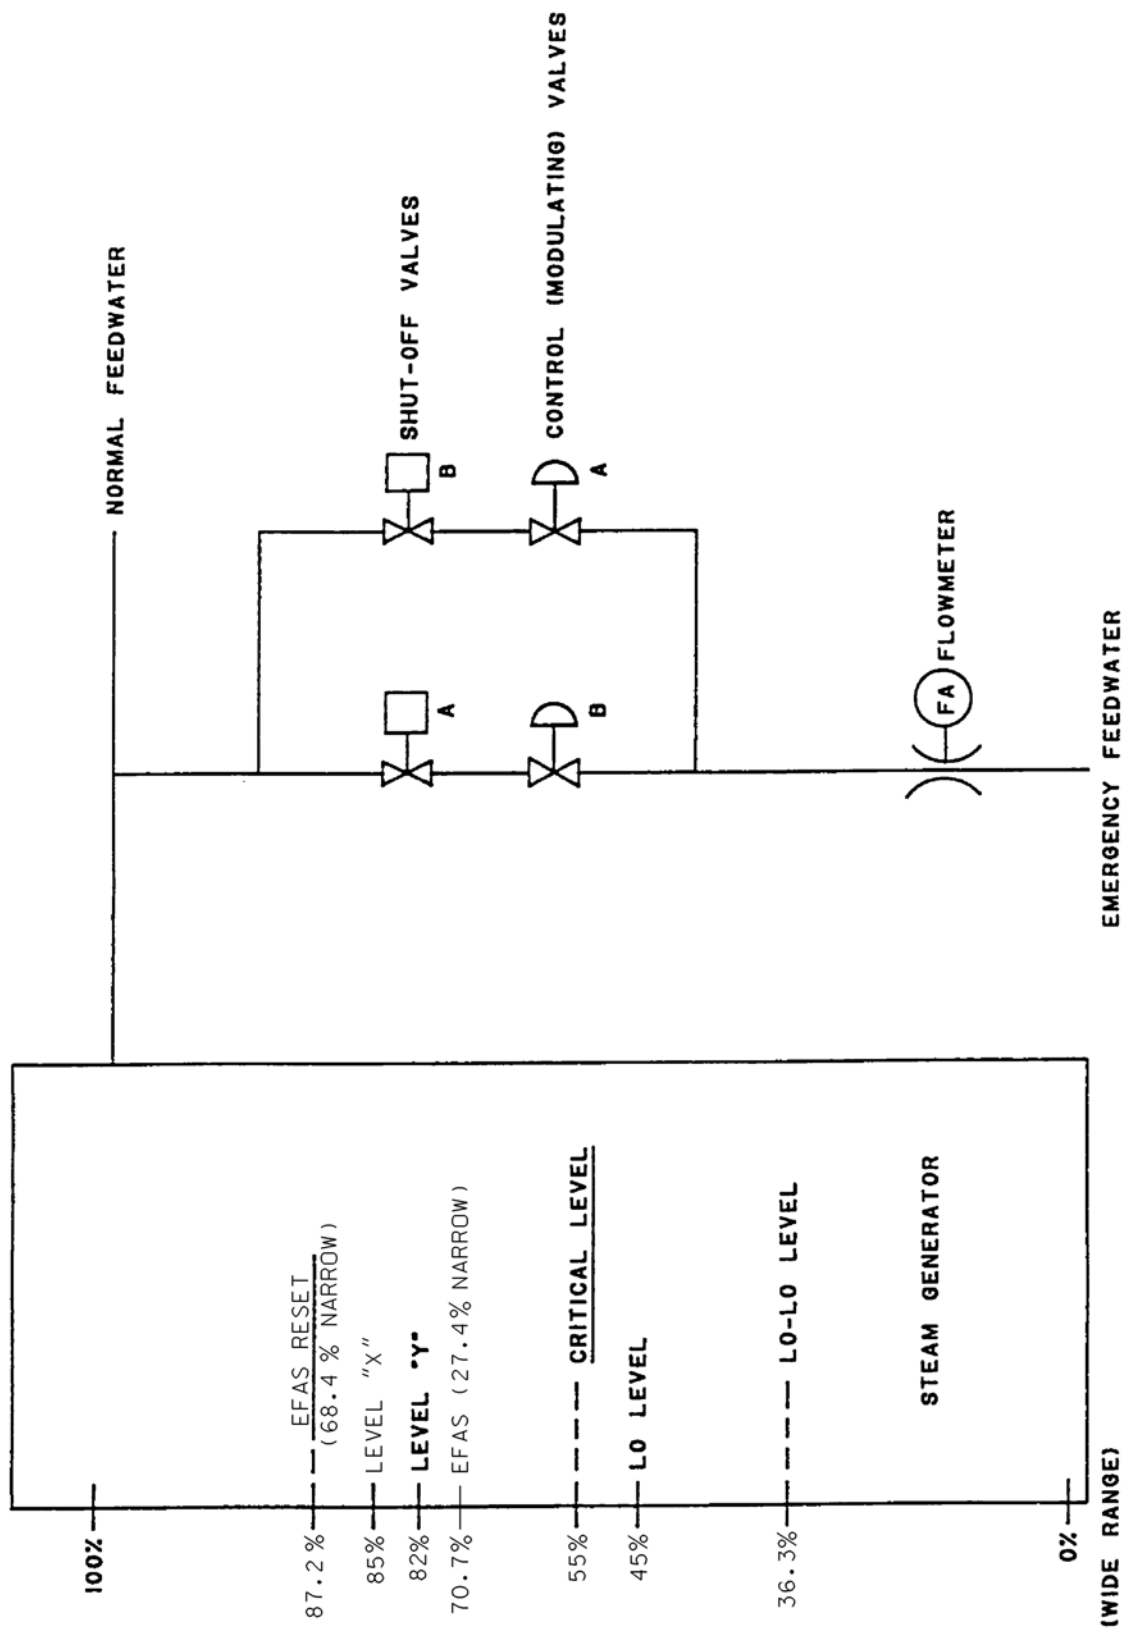 100%
87.2%
85%
82%
70.7%
55%
45%
36.3%
0%
(WIDE RANGE)
EFAS RESET
(68.4% NARROW)
LEVEL "X"
LEVEL "Y"
EFAS (27.4% NARROW)
CRITICAL LEVEL
LO LEVEL
LO-LO LEVEL
STEAM GENERATOR
NORMAL FEEDWATER
SHUT-OFF VALVES
A
B
CONTROL (MODULATING) VALVES
B
A
FA
FLOWMETER
EMERGENCY FEEDWATER